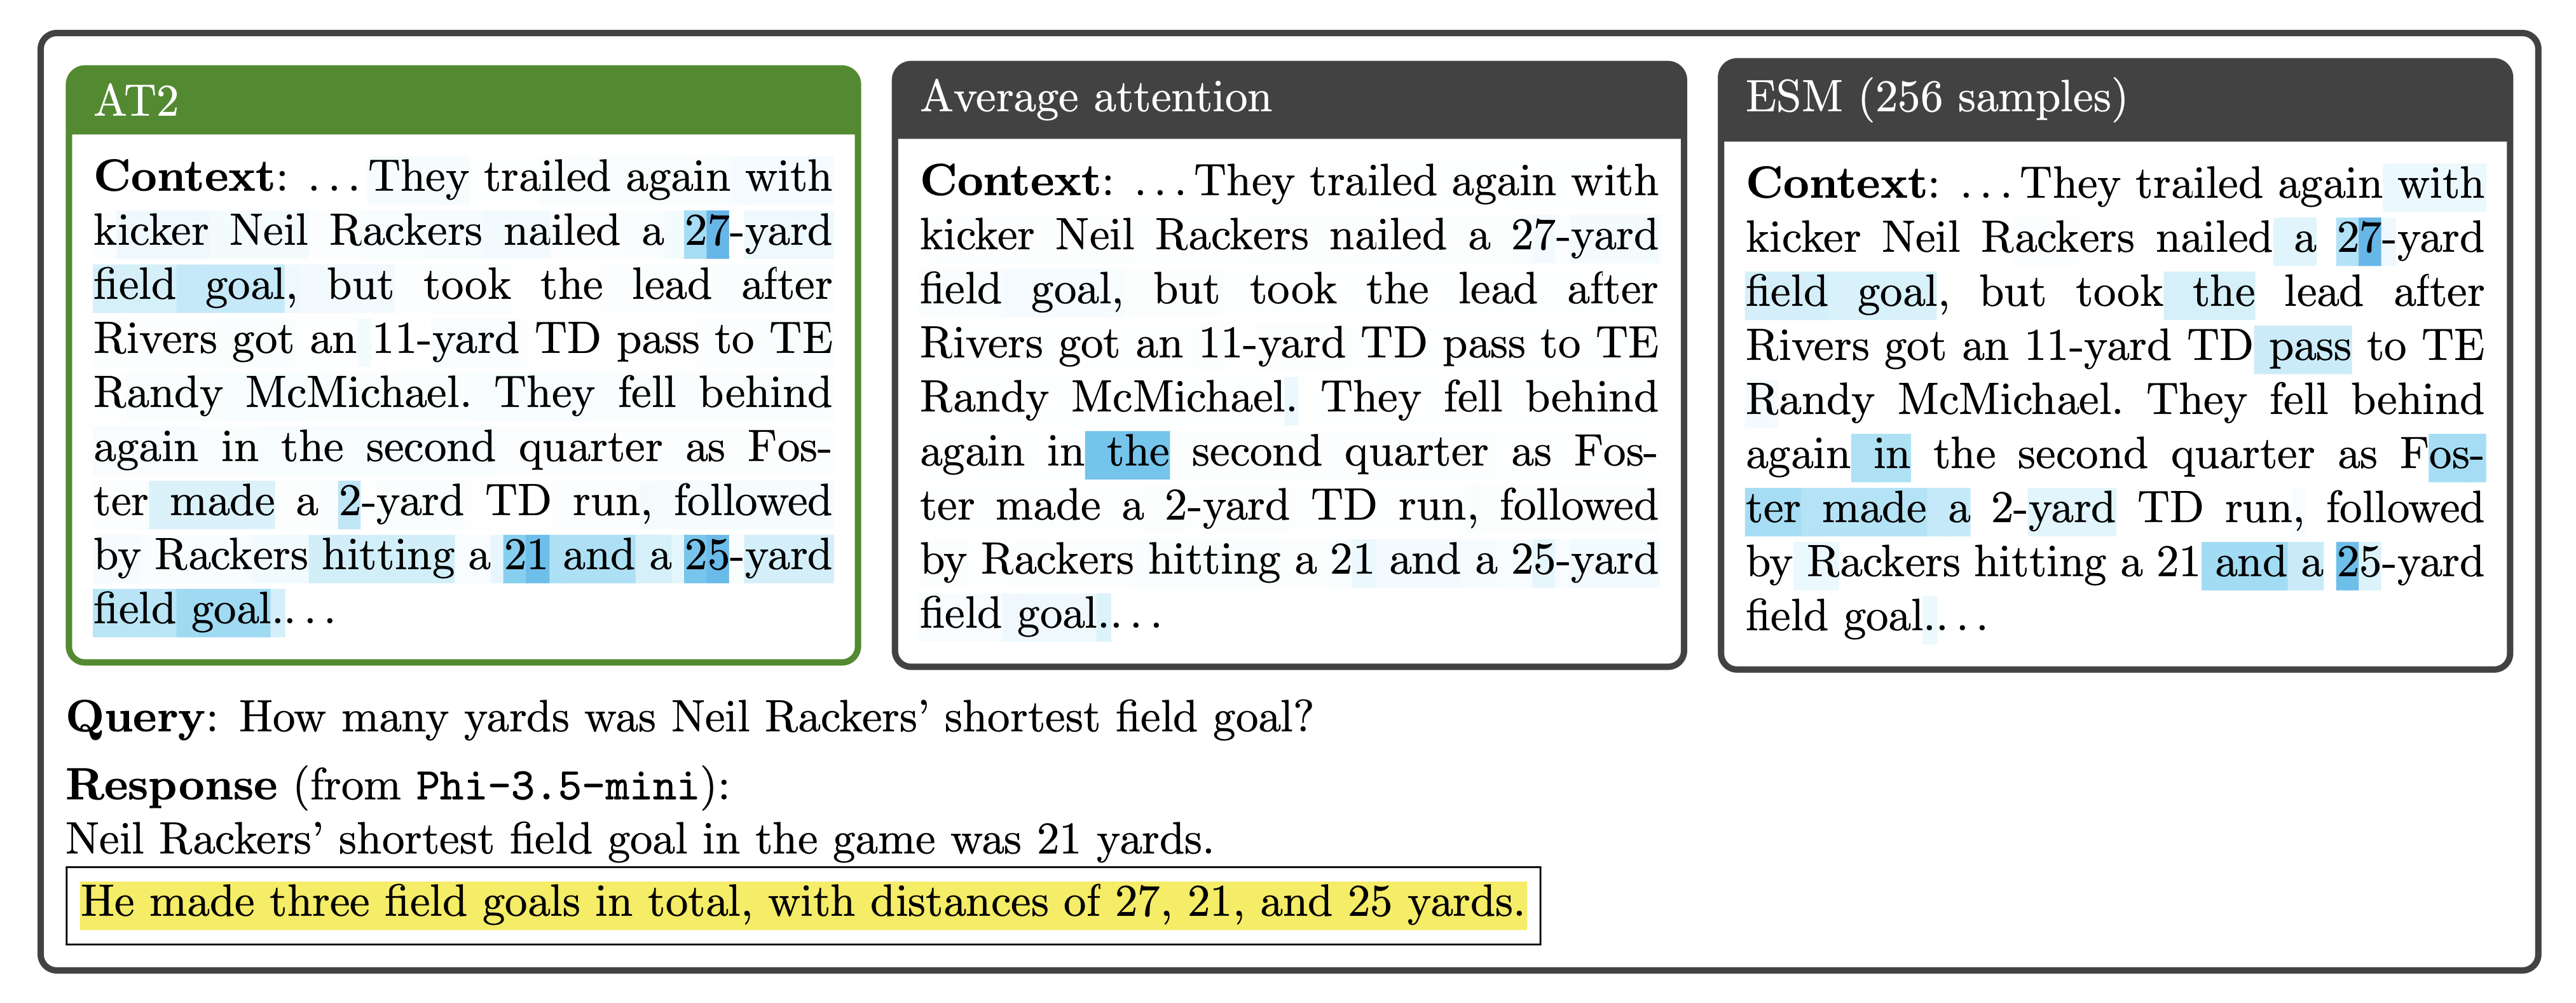 AT2
Context: ...They trailed again with
kicker Neil Rackers nailed a 27-yard
field goal, but took the lead after
Rivers got an 11-yard TD pass to TE
Randy McMichael. They fell behind
again in the second quarter as Fos-
ter made a 2-yard TD run, followed
by Rackers hitting a 21 and a 25-yard
field goal....
Average attention
Context: ...They trailed again with
kicker Neil Rackers nailed a 27-yard
field goal, but took the lead after
Rivers got an 11-yard TD pass to TE
Randy McMichael. They fell behind
again in the second quarter as Fos-
ter made a 2-yard TD run, followed
by Rackers hitting a 21 and a 25-yard
field goal....
ESM (256 samples)
Context: ...They trailed again with
kicker Neil Rackers nailed a 27-yard
field goal, but took the lead after
Rivers got an 11-yard TD pass to TE
Randy McMichael. They fell behind
again in the second quarter as Fos-
ter made a 2-yard TD run, followed
by Rackers hitting a 21 and a 25-yard
field goal....
Query: How many yards was Neil Rackers' shortest field goal?
Response (from Phi-3.5-mini):
Neil Rackers' shortest field goal in the game was 21 yards.
He made three field goals in total, with distances of 27, 21, and 25 yards.